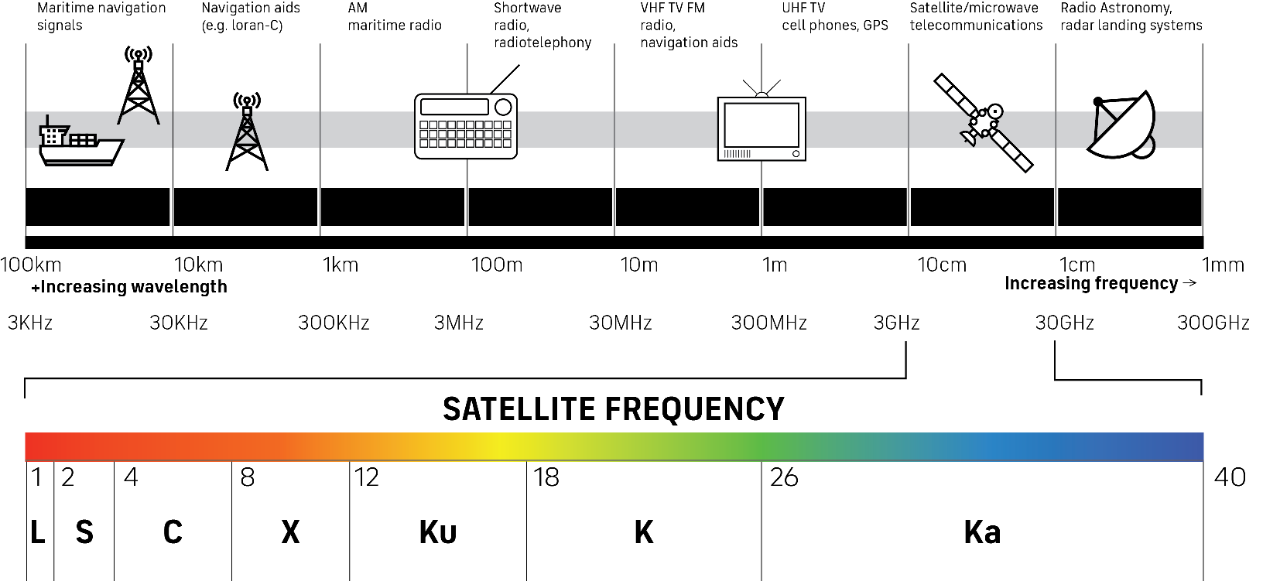 Maritime navigation
signals
Navigation aids
(e.g. loran-C)
AM
maritime radio
Shortwave
radio,
radiotelephony
VHF TV FM
radio,
navigation aids
UHF TV
cell phones, GPS
Satellite/microwave
telecommunications
Radio Astronomy,
radar landing systems
100km 10km 1km 100m 10m 1m 10cm 1cm 1mm
+Increasing wavelength Increasing frequency →
3KHz 30KHz 300KHz 3MHz 30MHz 300MHz 3GHz 30GHz 300GHz
SATELLITE FREQUENCY
1 2 4 8 12 18 26 40
L S C X Ku K Ka